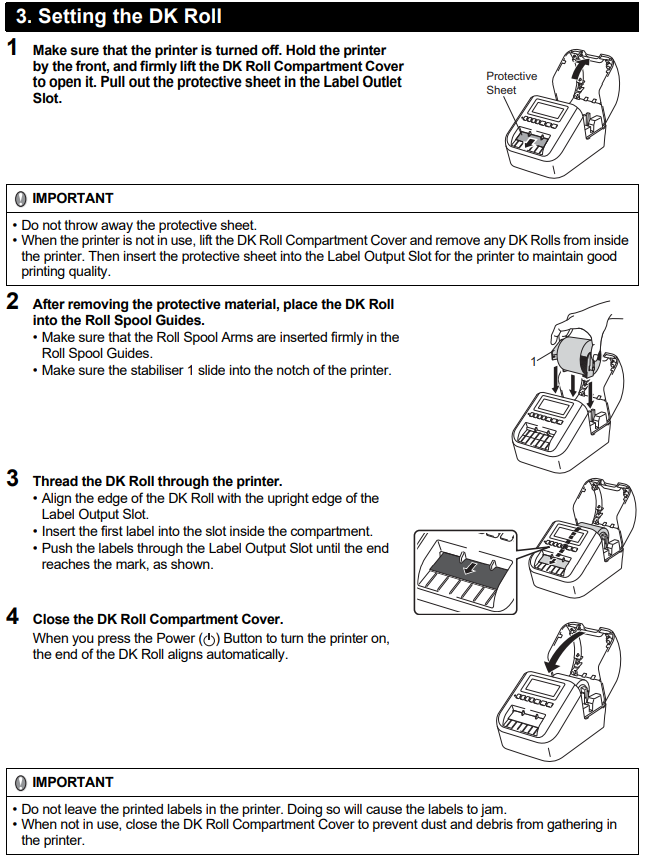 3. Setting the DK Roll
1 Make sure that the printer is turned off. Hold the printer
by the front, and firmly lift the DK Roll Compartment Cover
to open it. Pull out the protective sheet in the Label Outlet
Slot.
Protective
Sheet
IMPORTANT
• Do not throw away the protective sheet.
• When the printer is not in use, lift the DK Roll Compartment Cover and remove any DK Rolls from inside
the printer. Then insert the protective sheet into the Label Output Slot for the printer to maintain good
printing quality.
2 After removing the protective material, place the DK Roll
into the Roll Spool Guides.
• Make sure that the Roll Spool Arms are inserted firmly in the
Roll Spool Guides.
• Make sure the stabiliser 1 slide into the notch of the printer.
1
3 Thread the DK Roll through the printer.
• Align the edge of the DK Roll with the upright edge of the
Label Output Slot.
• Insert the first label into the slot inside the compartment.
• Push the labels through the Label Output Slot until the end
reaches the mark, as shown.
4 Close the DK Roll Compartment Cover.
When you press the Power (⏻) Button to turn the printer on,
the end of the DK Roll aligns automatically.
IMPORTANT
• Do not leave the printed labels in the printer. Doing so will cause the labels to jam.
• When not in use, close the DK Roll Compartment Cover to prevent dust and debris from gathering in
the printer.